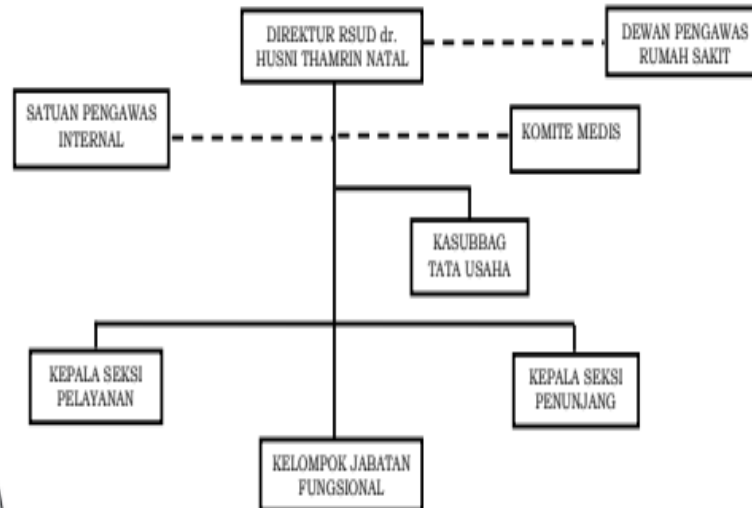 DIREKTUR RSUD dr.
HUSNI THAMRIN NATAL
DEWAN PENGAWAS
RUMAH SAKIT
SATUAN PENGAWAS
INTERNAL
KOMITE MEDIS
KASUBBAG
TATA USAHA
KEPALA SEKSI
PELAYANAN
KEPALA SEKSI
PENUNJANG
KELOMPOK JABATAN
FUNGSIONAL